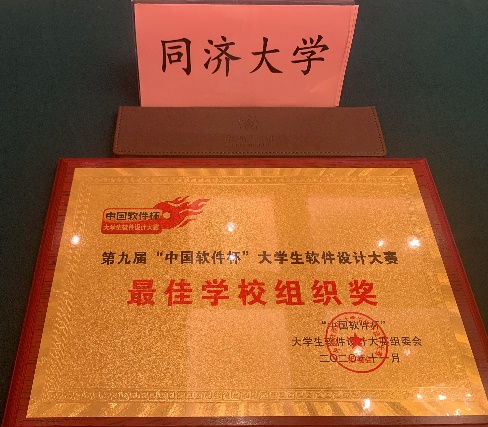 同济大学
中国软件杯
大学生软件设计大赛
第九届“中国软件杯”大学生软件设计大赛
最佳学校组织奖
“中国软件杯”
大学生软件设计大赛组委会
二〇二〇年十一月